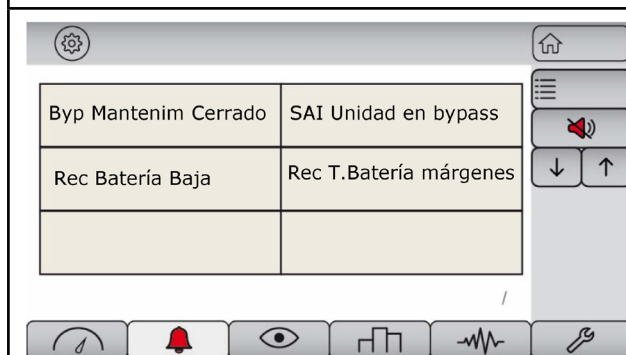 Byp Mantenim Cerrado
SAI Unidad en bypass
Rec Batería Baja
Rec T.Batería márgenes
/